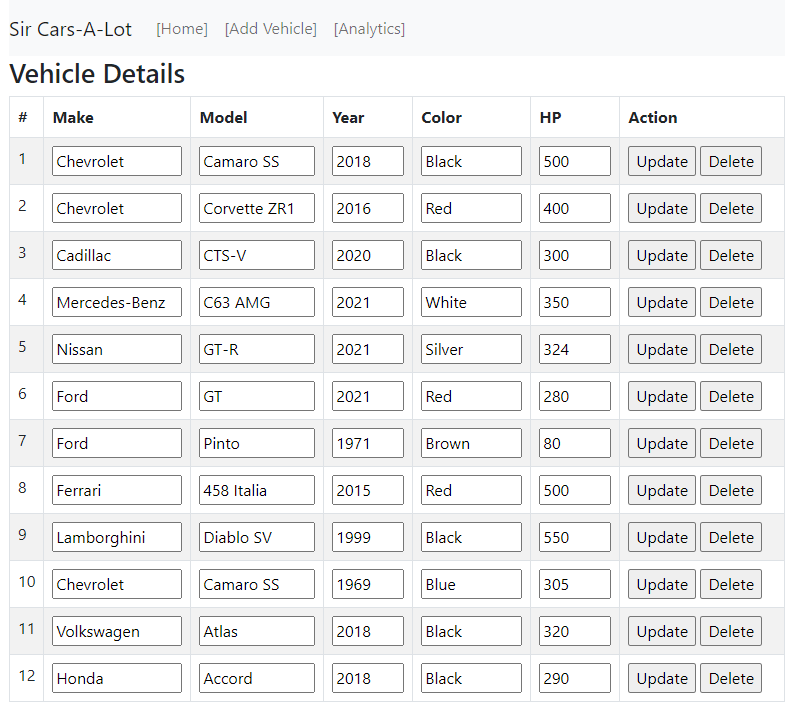 Sir Cars-A-Lot [Home] [Add Vehicle] [Analytics]
Vehicle Details
# Make Model Year Color HP Action
1 Chevrolet Camaro SS 2018 Black 500 Update Delete
2 Chevrolet Corvette ZR1 2016 Red 400 Update Delete
3 Cadillac CTS-V 2020 Black 300 Update Delete
4 Mercedes-Benz C63 AMG 2021 White 350 Update Delete
5 Nissan GT-R 2021 Silver 324 Update Delete
6 Ford GT 2021 Red 280 Update Delete
7 Ford Pinto 1971 Brown 80 Update Delete
8 Ferrari 458 Italia 2015 Red 500 Update Delete
9 Lamborghini Diablo SV 1999 Black 550 Update Delete
10 Chevrolet Camaro SS 1969 Blue 305 Update Delete
11 Volkswagen Atlas 2018 Black 320 Update Delete
12 Honda Accord 2018 Black 290 Update Delete